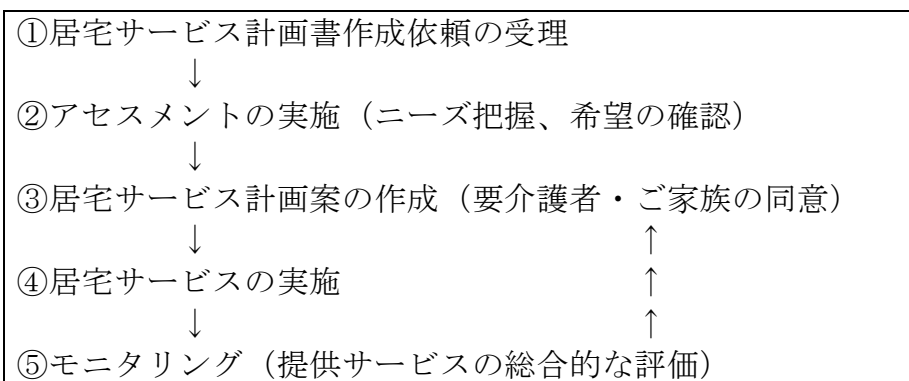 ①居宅サービス計画書作成依頼の受理
↓
②アセスメントの実施（ニーズ把握、希望の確認）
↓
③居宅サービス計画案の作成（要介護者・ご家族の同意）
↓ ↑
④居宅サービスの実施 ↑
↓ ↑
⑤モニタリング（提供サービスの総合的な評価）